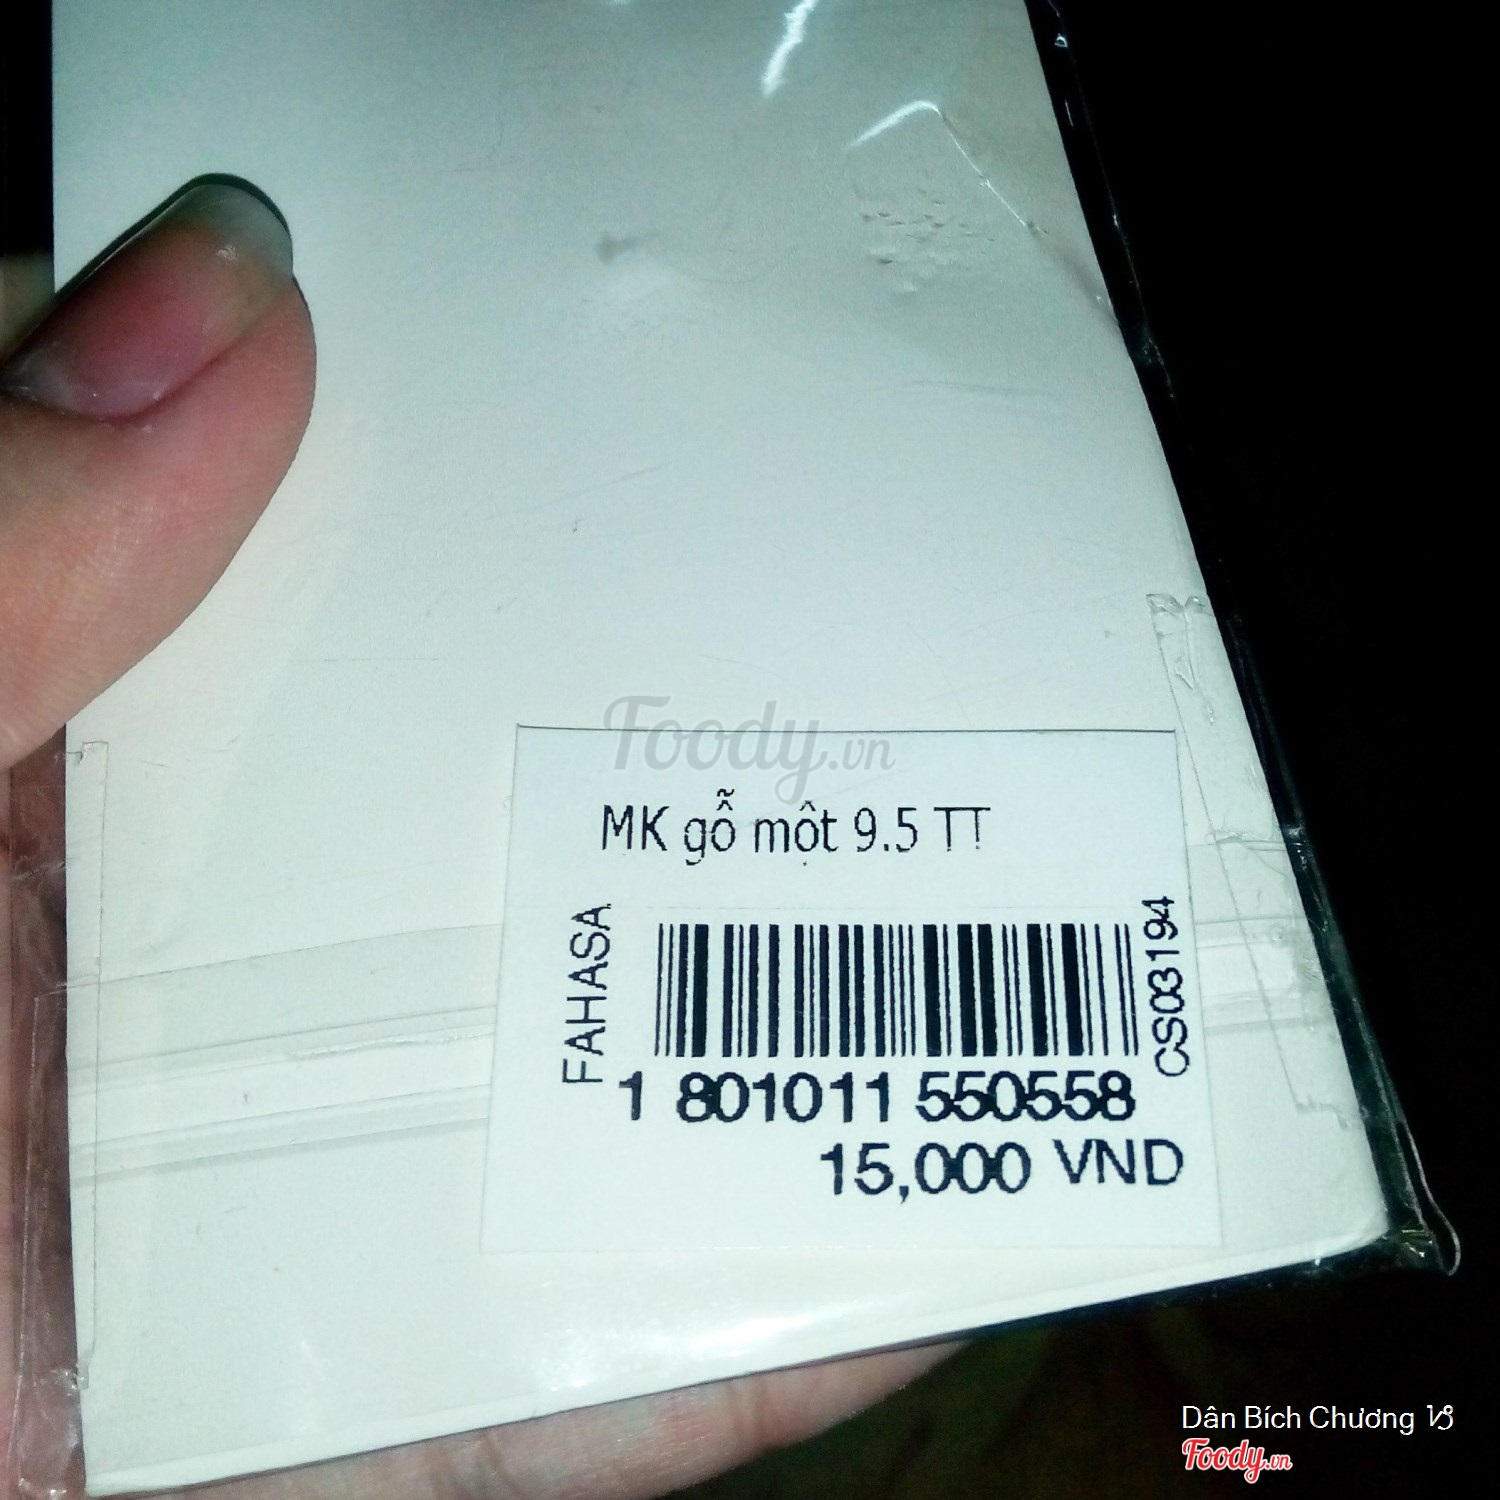 Foody.vn
MK gỗ một 9.5 TT
FAHASA
CS03194
1 801011 550558
15,000 VND
Dân Bích Chương
Foody.vn